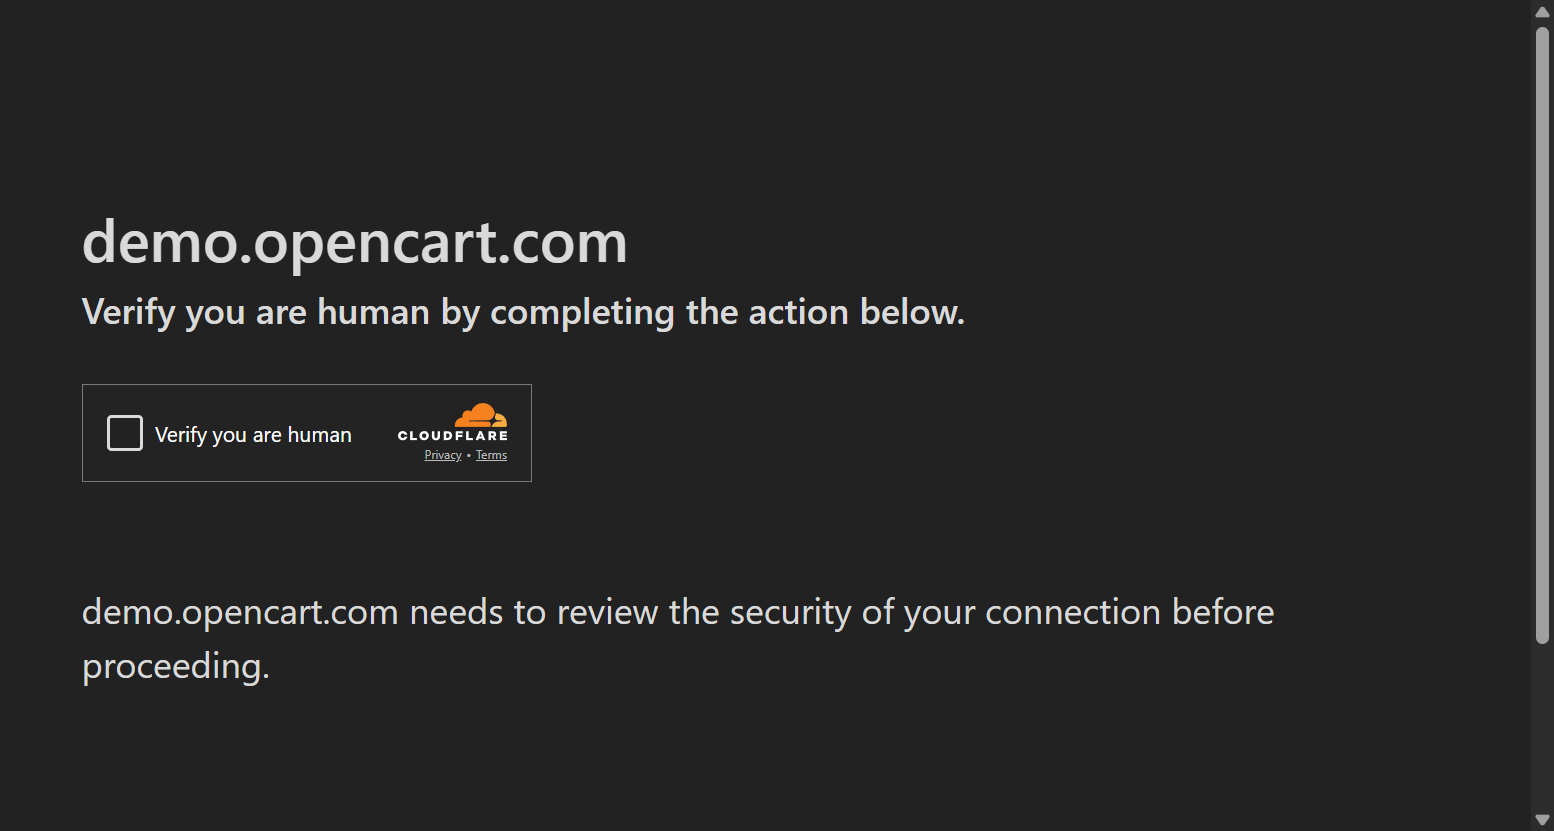 demo.opencart.com
Verify you are human by completing the action below.
Verify you are human
CLOUDFLARE
Privacy • Terms
demo.opencart.com needs to review the security of your connection before
proceeding.